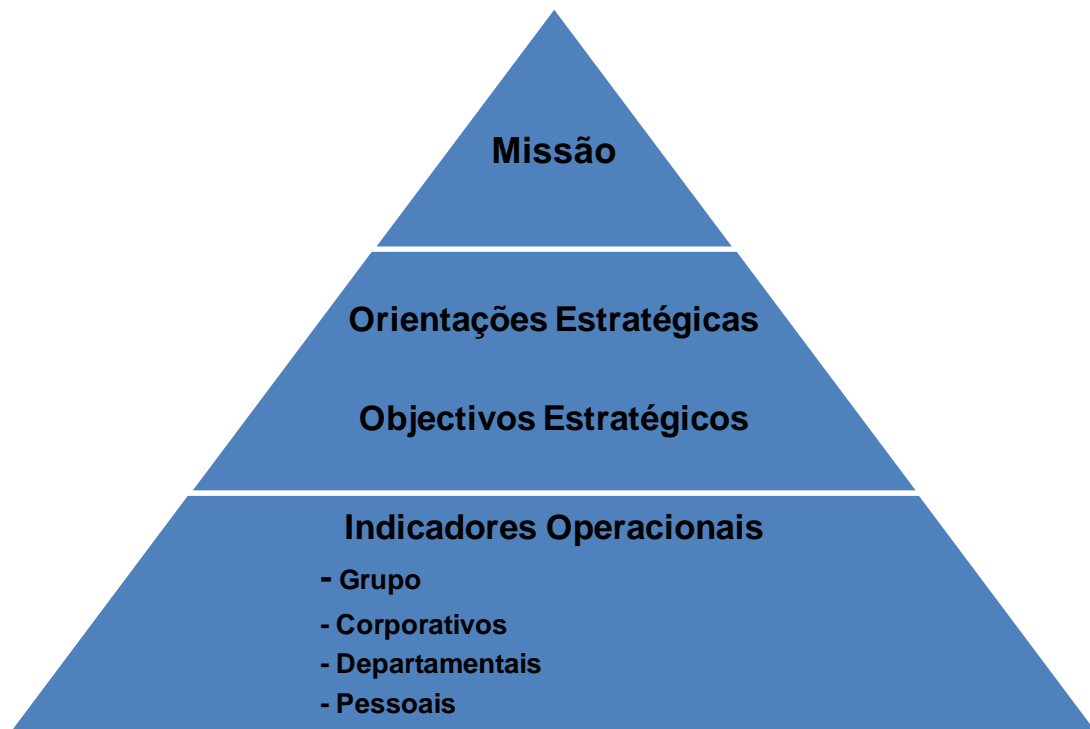 Missão
Orientações Estratégicas
Objectivos Estratégicos
Indicadores Operacionais
- Grupo
- Corporativos
- Departamentais
- Pessoais